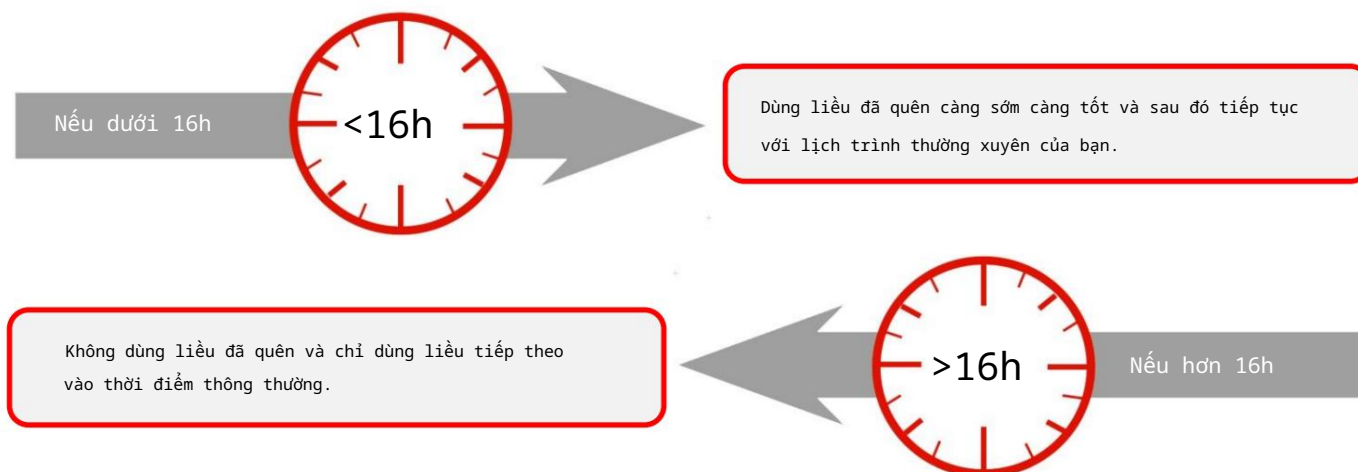 Nếu dưới 16h
<16h
Dùng liều đã quên càng sớm càng tốt và sau đó tiếp tục
với lịch trình thường xuyên của bạn.
Không dùng liều đã quên và chỉ dùng liều tiếp theo
vào thời điểm thông thường.
>16h
Nếu hơn 16h